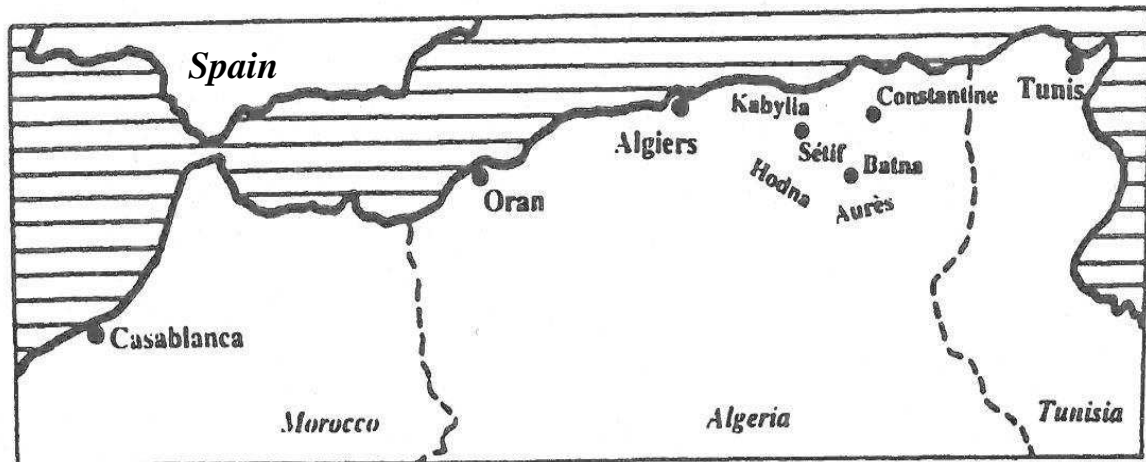 Spain
Tunis
Constantine
Kabylia
Algiers
Sétif
Batna
Hodna
Aurès
Oran
Casablanca
Morocco
Algeria
Tunisia